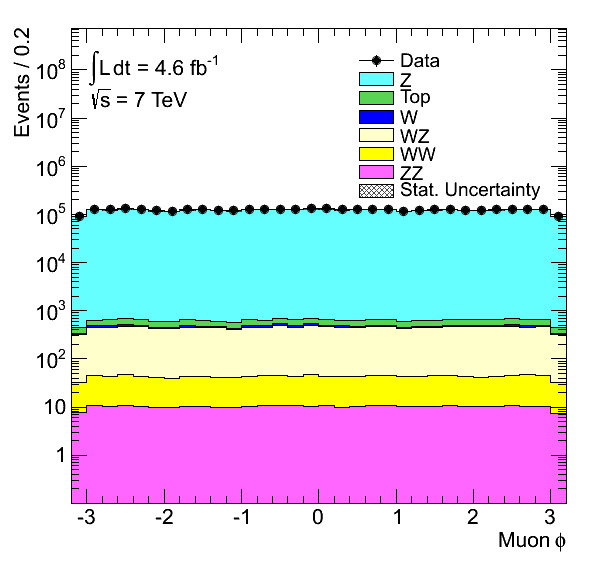 Events / 0.2
∫L dt = 4.6 fb⁻¹
√s = 7 TeV
Data
Z
Top
W
WZ
WW
ZZ
Stat. Uncertainty
10⁸
10⁷
10⁶
10⁵
10⁴
10³
10²
10
1
-3 -2 -1 0 1 2 3
Muon ϕ